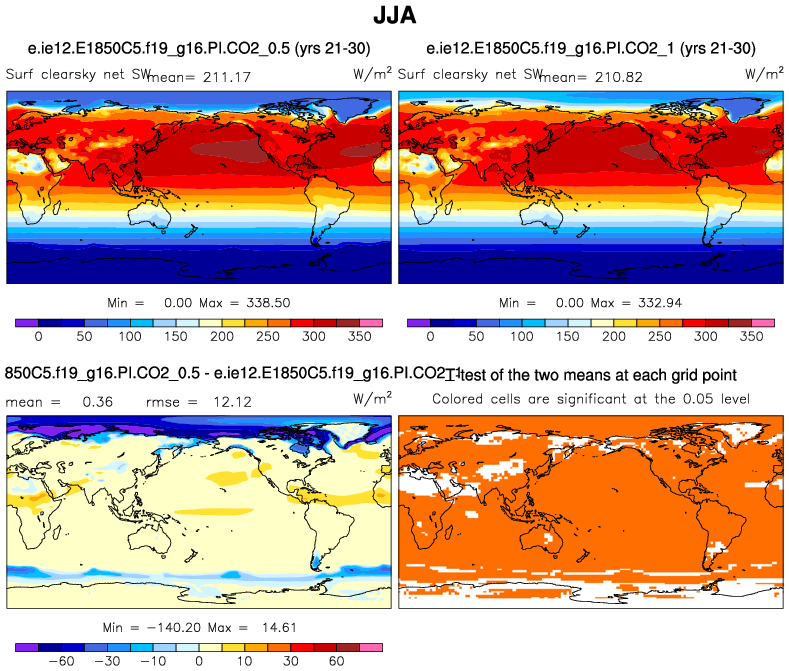 JJA
e.ie12.E1850C5.f19_g16.PI.CO2_0.5 (yrs 21-30)
Surf clearsky net SW mean= 211.17 W/m²
Min = 0.00 Max = 338.50
0 50 100 150 200 250 300 350
e.ie12.E1850C5.f19_g16.PI.CO2_1 (yrs 21-30)
Surf clearsky net SW mean= 210.82 W/m²
Min = 0.00 Max = 332.94
0 50 100 150 200 250 300 350
850C5.f19_g16.PI.CO2_0.5 - e.ie12.E1850C5.f19_g16.PI.CO2_1
mean = 0.36 rmse = 12.12 W/m²
Min = −140.20 Max = 14.61
−60 −30 −10 0 10 30 60
T-test of the two means at each grid point
Colored cells are significant at the 0.05 level